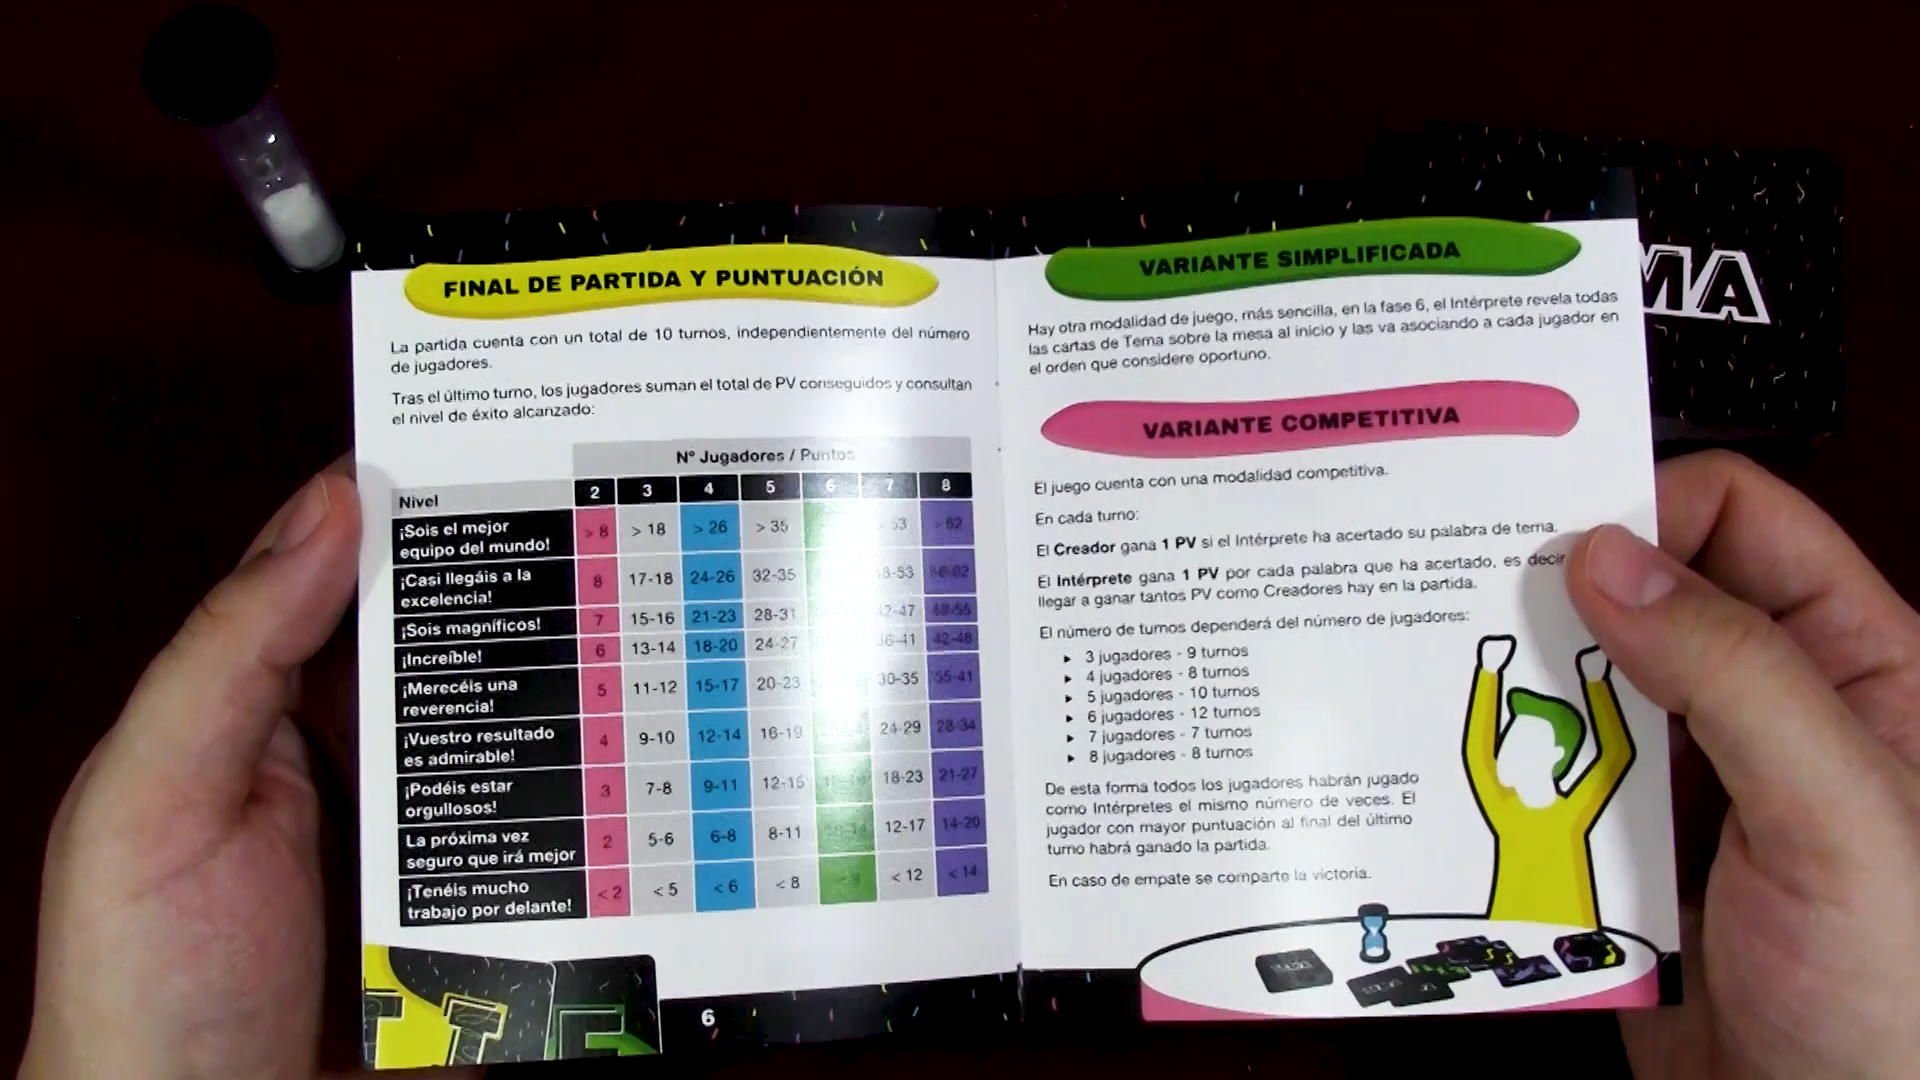 FINAL DE PARTIDA Y PUNTUACIÓN
La partida cuenta con un total de 10 turnos, independientemente del número
de jugadores.
Tras el último turno, los jugadores suman el total de PV conseguidos y consultan
el nivel de éxito alcanzado:
Nº Jugadores / Puntos
Nivel 2 3 4 5 6 7 8
¡Sois el mejor
equipo del mundo! > 8 > 18 > 26 > 35 > 53 > 62
¡Casi llegáis a la
excelencia! 8 17-18 24-26 32-35 48-53 56-62
¡Sois magníficos! 7 15-16 21-23 28-31 42-47 49-55
¡Increíble! 6 13-14 18-20 24-27 36-41 42-48
¡Merecéis una
reverencia! 5 11-12 15-17 20-23 30-35 35-41
¡Vuestro resultado
es admirable! 4 9-10 12-14 16-19 24-29 28-34
¡Podéis estar
orgullosos! 3 7-8 9-11 12-15 18-23 21-27
La próxima vez
seguro que irá mejor 2 5-6 6-8 8-11 12-17 14-20
¡Tenéis mucho
trabajo por delante! < 2 < 5 < 6 < 8 < 12 < 14
6
VARIANTE SIMPLIFICADA
Hay otra modalidad de juego, más sencilla, en la fase 6, el Intérprete revela todas
las cartas de Tema sobre la mesa al inicio y las va asociando a cada jugador en
el orden que considere oportuno.
VARIANTE COMPETITIVA
El juego cuenta con una modalidad competitiva.
En cada turno:
El Creador gana 1 PV si el Intérprete ha acertado su palabra de tema.
El Intérprete gana 1 PV por cada palabra que ha acertado, es decir
llegar a ganar tantos PV como Creadores hay en la partida.
El número de turnos dependerá del número de jugadores:
▸ 3 jugadores - 9 turnos
▸ 4 jugadores - 8 turnos
▸ 5 jugadores - 10 turnos
▸ 6 jugadores - 12 turnos
▸ 7 jugadores - 7 turnos
▸ 8 jugadores - 8 turnos
De esta forma todos los jugadores habrán jugado
como Intérpretes el mismo número de veces. El
jugador con mayor puntuación al final del último
turno habrá ganado la partida.
En caso de empate se comparte la victoria.
MA